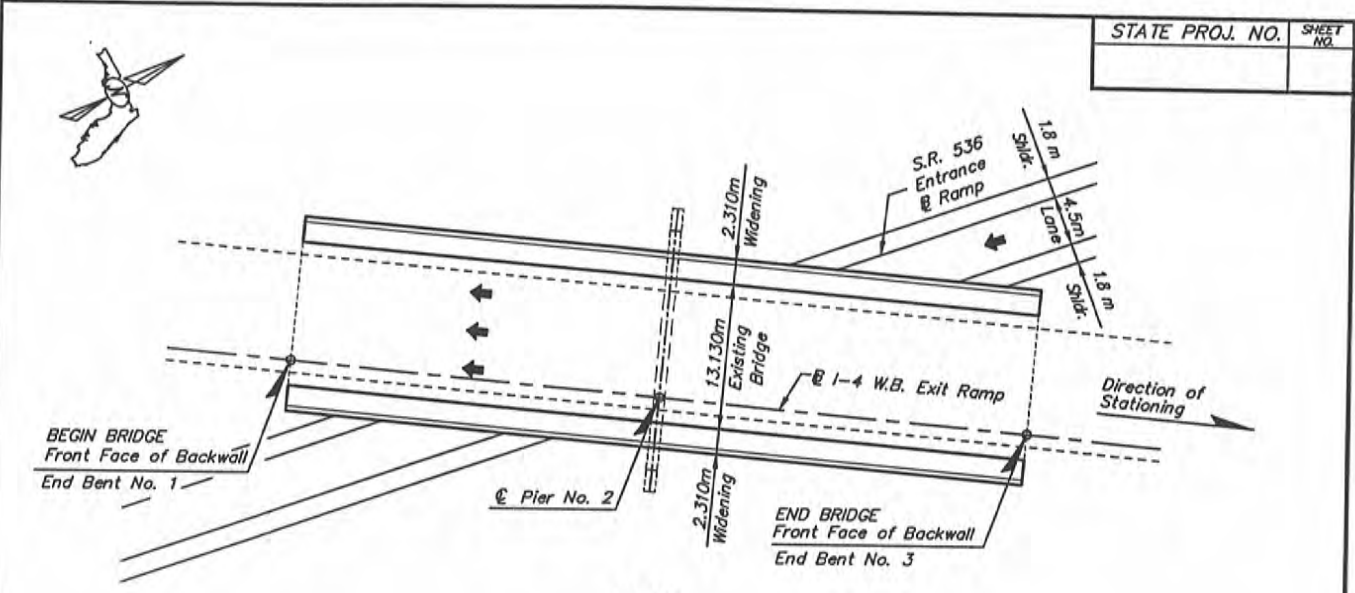 STATE PROJ. NO.
SHEET
NO.
N
S.R. 536
Entrance
℄ Ramp
1.8 m
Shldr.
4.5m
Lane
1.8 m
Shldr.
2.310m
Widening
13.130m
Existing
Bridge
2.310m
Widening
I-4 W.B. Exit Ramp
Direction of
Stationing
BEGIN BRIDGE
Front Face of Backwall
End Bent No. 1
℄ Pier No. 2
END BRIDGE
Front Face of Backwall
End Bent No. 3